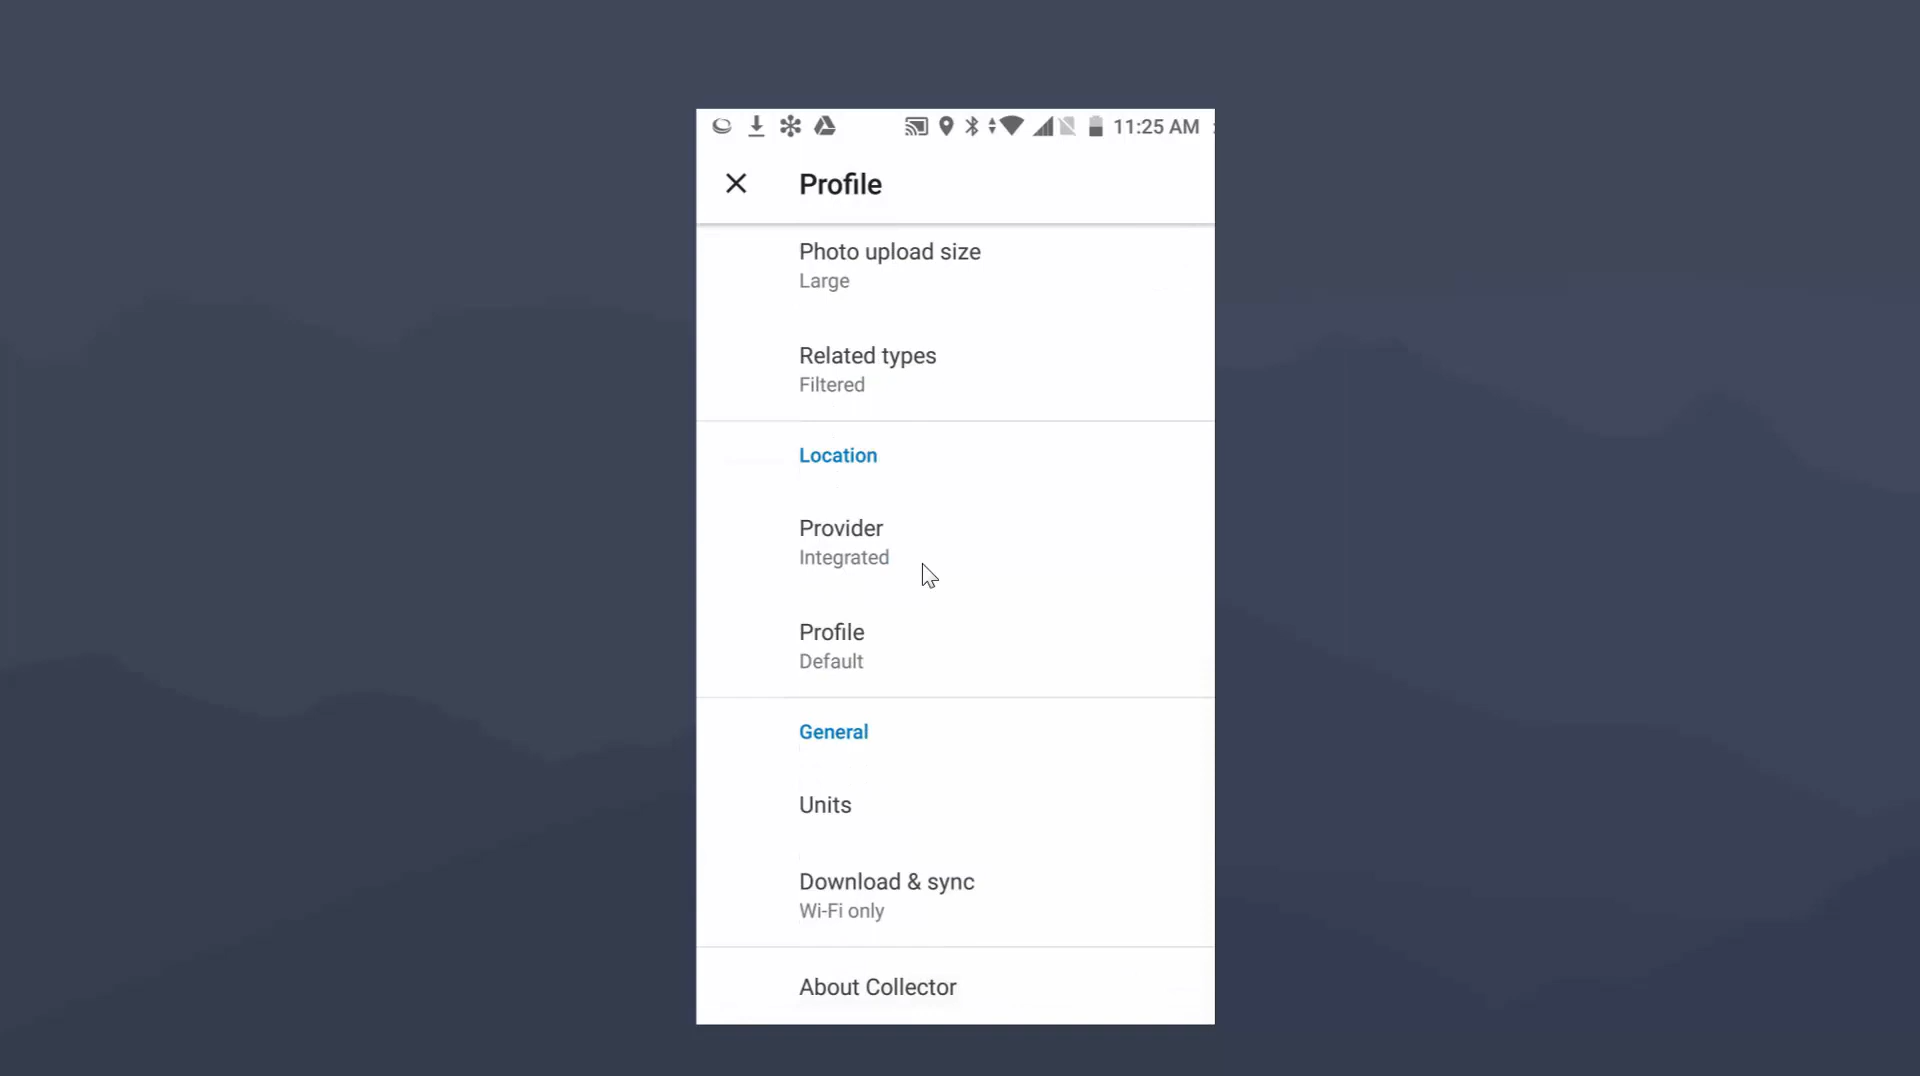 11:25 AM
Profile
Photo upload size
Large
Related types
Filtered
Location
Provider
Integrated
Profile
Default
General
Units
Download & sync
Wi-Fi only
About Collector